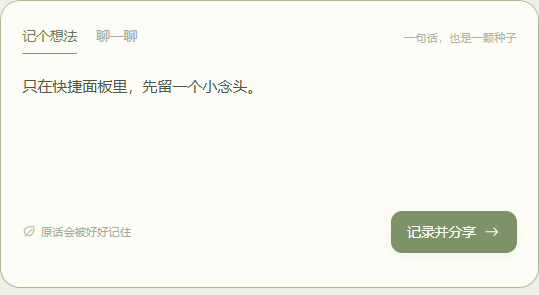 记个想法 聊一聊 一句话，也是一颗种子
只在快捷面板里，先留一个小念头。
原话会被好好记住 记录并分享 →